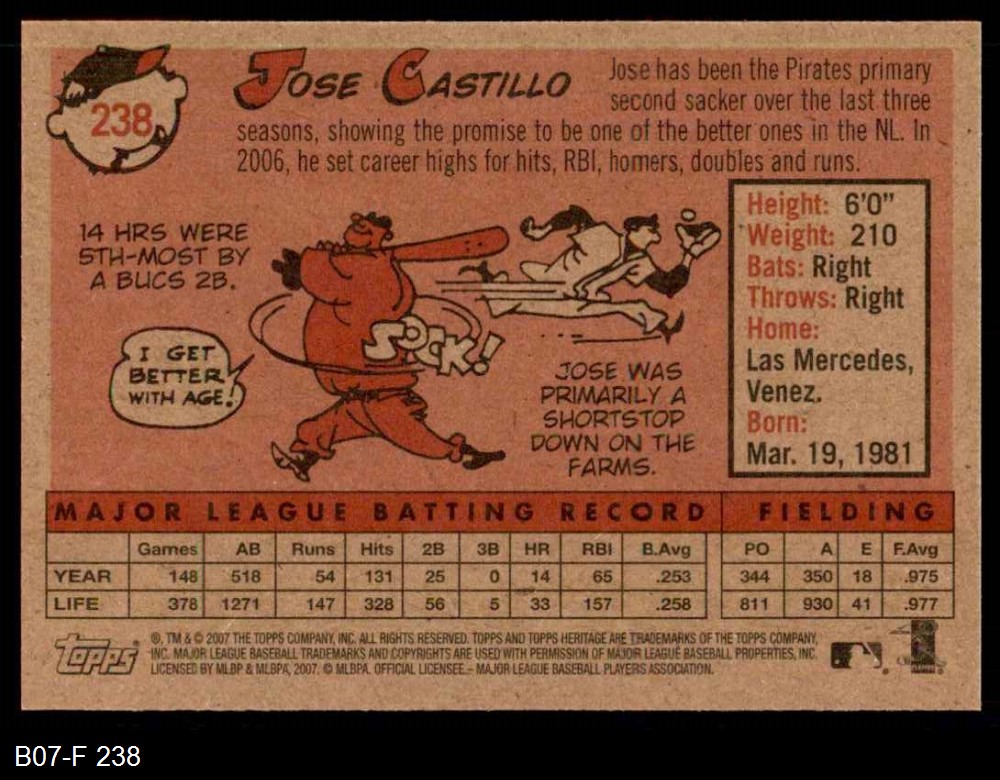 238
JOSE CASTILLO
Jose has been the Pirates primary
second sacker over the last three
seasons, showing the promise to be one of the better ones in the NL. In
2006, he set career highs for hits, RBI, homers, doubles and runs.
14 HRS WERE
5TH-MOST BY
A BUCS 2B.
I GET
BETTER
WITH AGE!
SOCK!
JOSE WAS
PRIMARILY A
SHORTSTOP
DOWN ON THE
FARMS.
Height: 6'0"
Weight: 210
Bats: Right
Throws: Right
Home:
Las Mercedes,
Venez.
Born:
Mar. 19, 1981
MAJOR LEAGUE BATTING RECORD FIELDING
Games AB Runs Hits 2B 3B HR RBI B.Avg PO A E F.Avg
YEAR 148 518 54 131 25 0 14 65 .253 344 350 18 .975
LIFE 378 1271 147 328 56 5 33 157 .258 811 930 41 .977
Topps
®, TM & © 2007 THE TOPPS COMPANY, INC. ALL RIGHTS RESERVED. TOPPS AND TOPPS HERITAGE ARE TRADEMARKS OF THE TOPPS COMPANY,
INC. MAJOR LEAGUE BASEBALL TRADEMARKS AND COPYRIGHTS ARE USED WITH PERMISSION OF MAJOR LEAGUE BASEBALL PROPERTIES, INC.
LICENSED BY MLBP & MLBPA, 2007. © MLBPA. OFFICIAL LICENSEE - MAJOR LEAGUE BASEBALL PLAYERS ASSOCIATION.
B07-F 238